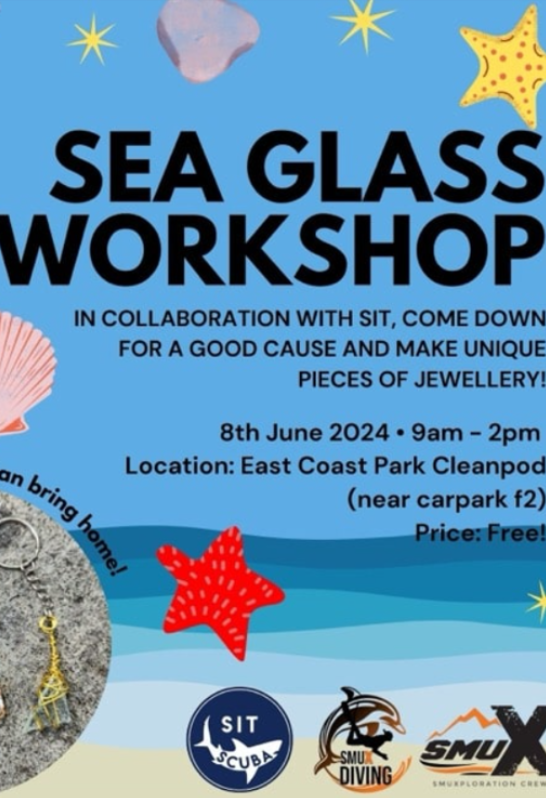 SEA GLASS
WORKSHOP
IN COLLABORATION WITH SIT, COME DOWN
FOR A GOOD CAUSE AND MAKE UNIQUE
PIECES OF JEWELLERY!
8th June 2024 • 9am - 2pm
Location: East Coast Park Cleanpod
(near carpark f2)
Price: Free!
an bring home!
SIT
SCUBA
SMUX
DIVING
SMUX
SMUXPLORATION CREW